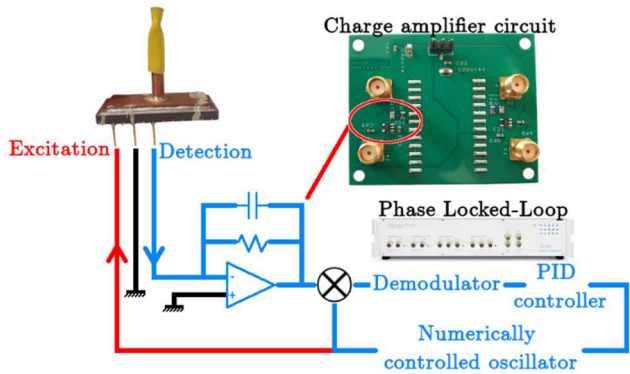 Charge amplifier circuit
Excitation
Detection
Phase Locked-Loop
-
+
Demodulator
PID
controller
Numerically
controlled oscillator